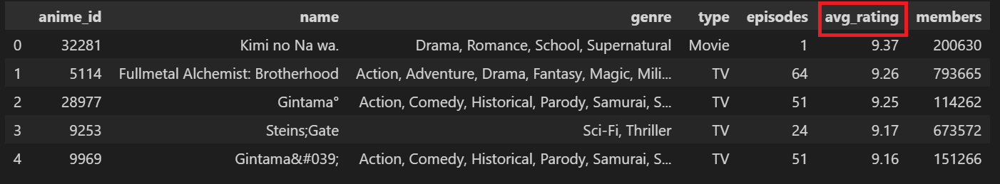 anime_id name genre type episodes avg_rating members
0 32281 Kimi no Na wa. Drama, Romance, School, Supernatural Movie 1 9.37 200630
1 5114 Fullmetal Alchemist: Brotherhood Action, Adventure, Drama, Fantasy, Magic, Mili... TV 64 9.26 793665
2 28977 Gintama° Action, Comedy, Historical, Parody, Samurai, S... TV 51 9.25 114262
3 9253 Steins;Gate Sci-Fi, Thriller TV 24 9.17 673572
4 9969 Gintama&#039; Action, Comedy, Historical, Parody, Samurai, S... TV 51 9.16 151266